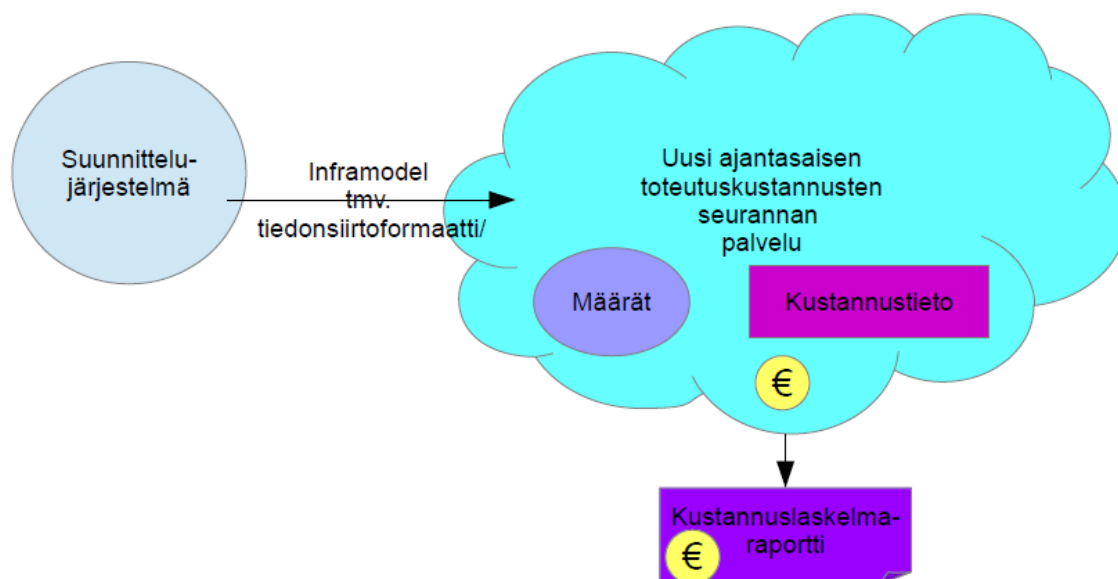 Suunnittelu-
järjestelmä
Inframodel
tmv.
tiedonsiirtoformaatti/
Uusi ajantasaisen
toteutuskustannusten
seurannan
palvelu
Määrät
Kustannustieto
€
Kustannuslaskelma-
raportti
€